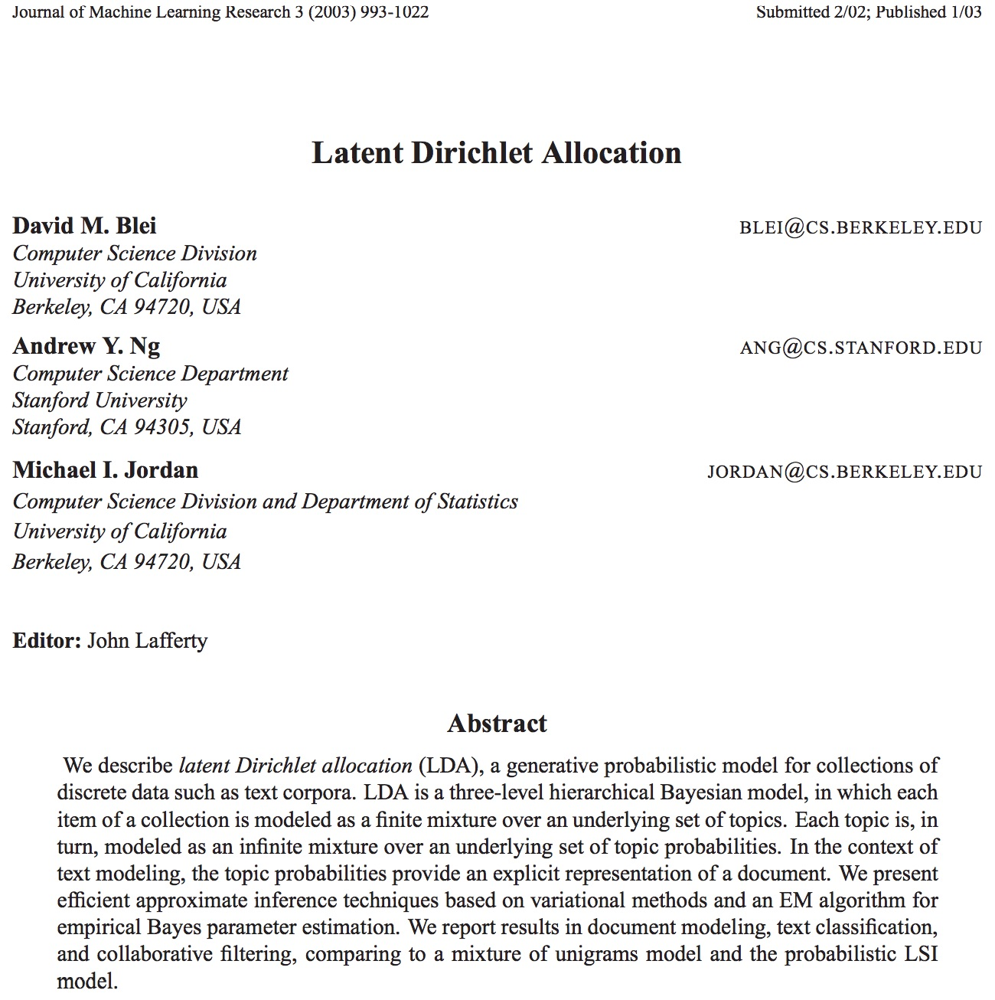 Journal of Machine Learning Research 3 (2003) 993-1022 Submitted 2/02; Published 1/03
Latent Dirichlet Allocation
David M. Blei BLEI@CS.BERKELEY.EDU
Computer Science Division
University of California
Berkeley, CA 94720, USA
Andrew Y. Ng ANG@CS.STANFORD.EDU
Computer Science Department
Stanford University
Stanford, CA 94305, USA
Michael I. Jordan JORDAN@CS.BERKELEY.EDU
Computer Science Division and Department of Statistics
University of California
Berkeley, CA 94720, USA
Editor: John Lafferty
Abstract
We describe latent Dirichlet allocation (LDA), a generative probabilistic model for collections of
discrete data such as text corpora. LDA is a three-level hierarchical Bayesian model, in which each
item of a collection is modeled as a finite mixture over an underlying set of topics. Each topic is, in
turn, modeled as an infinite mixture over an underlying set of topic probabilities. In the context of
text modeling, the topic probabilities provide an explicit representation of a document. We present
efficient approximate inference techniques based on variational methods and an EM algorithm for
empirical Bayes parameter estimation. We report results in document modeling, text classification,
and collaborative filtering, comparing to a mixture of unigrams model and the probabilistic LSI
model.